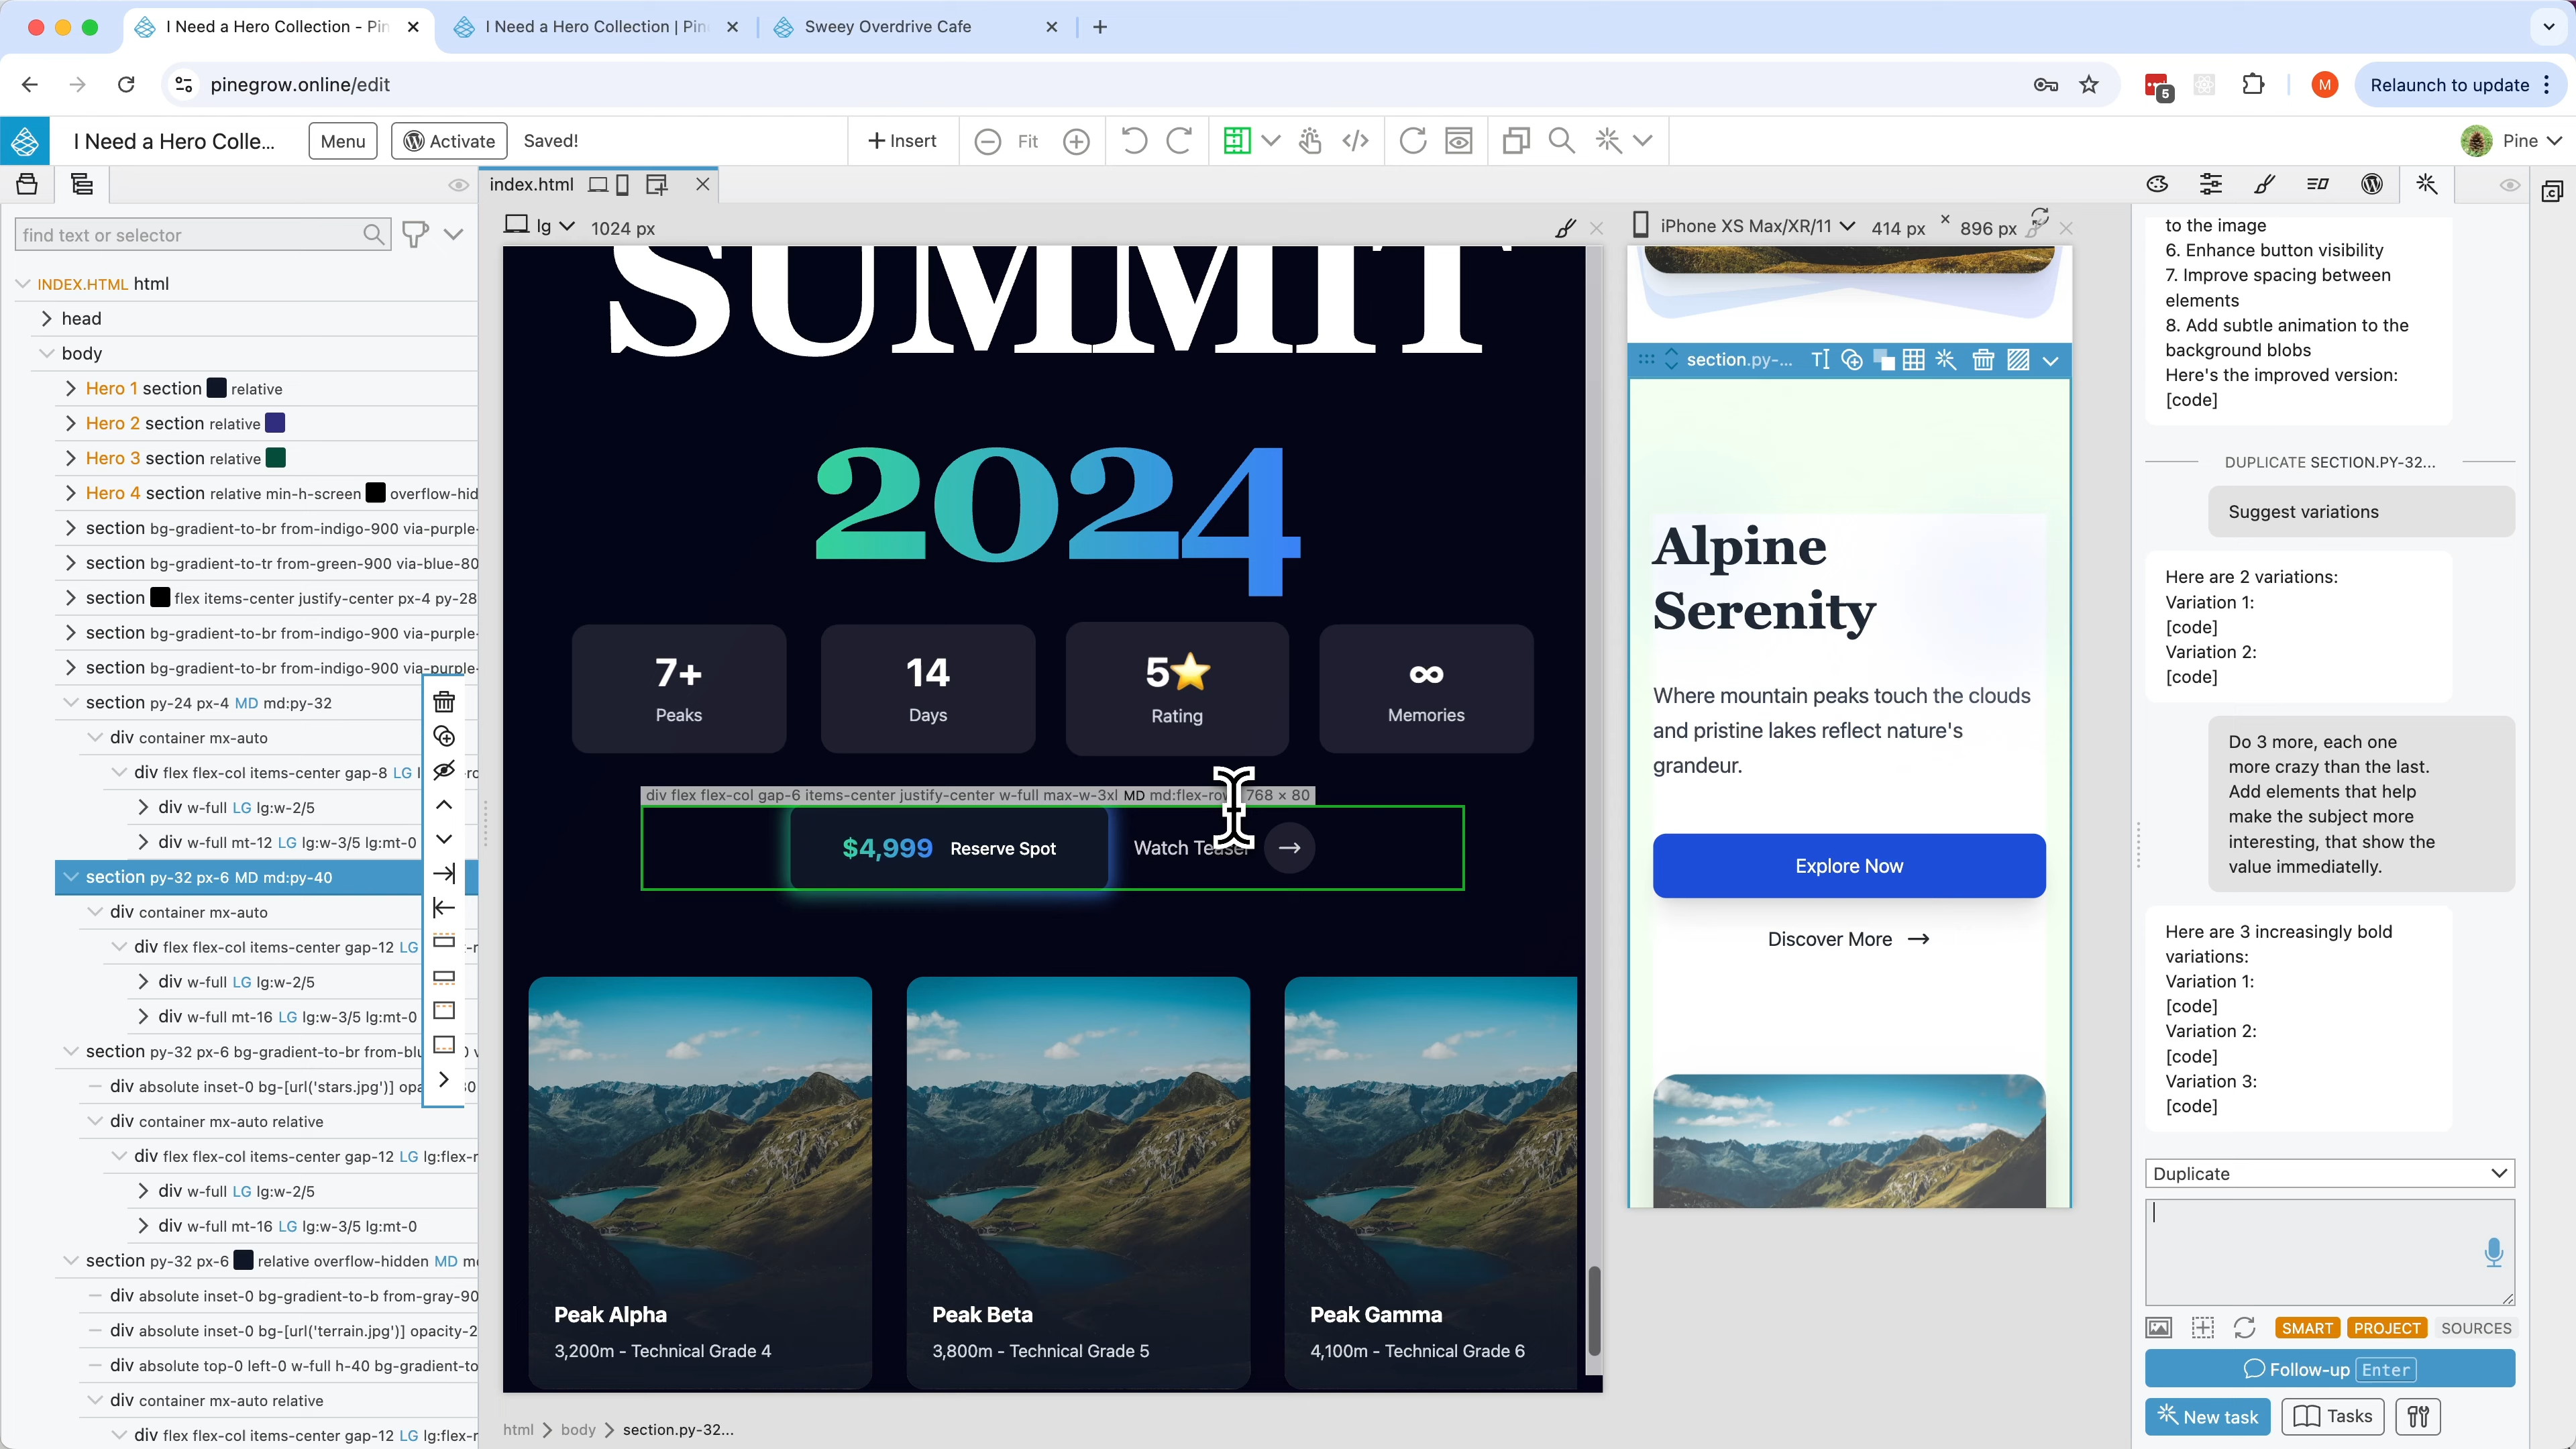 I Need a Hero Collection - Pin
I Need a Hero Collection | Pin
Sweey Overdrive Cafe
pinegrow.online/edit
5
M
Relaunch to update
I Need a Hero Colle...
Menu
Activate
Saved!
Insert
Fit
Pine
index.html
find text or selector
lg
1024 px
iPhone XS Max/XR/11
414 px
×
896 px
INDEX.HTML html
head
body
Hero 1 section relative
Hero 2 section relative
Hero 3 section relative
Hero 4 section relative min-h-screen overflow-hid
section bg-gradient-to-br from-indigo-900 via-purple-
section bg-gradient-to-tr from-green-900 via-blue-80
section flex items-center justify-center px-4 py-28
section bg-gradient-to-br from-indigo-900 via-purple-
section bg-gradient-to-br from-indigo-900 via-purple-
section py-24 px-4 MD md:py-32
div container mx-auto
div flex flex-col items-center gap-8 LG
div w-full LG lg:w-2/5
div w-full mt-12 LG lg:w-3/5 lg:mt-0
section py-32 px-6 MD md:py-40
div container mx-auto
div flex flex-col items-center gap-12 LG
div w-full LG lg:w-2/5
div w-full mt-16 LG lg:w-3/5 lg:mt-0
section py-32 px-6 bg-gradient-to-br from-blu
div absolute inset-0 bg-[url('stars.jpg')] opa
div container mx-auto relative
div flex flex-col items-center gap-12 LG lg:flex-r
div w-full LG lg:w-2/5
div w-full mt-16 LG lg:w-3/5 lg:mt-0
section py-32 px-6 relative overflow-hidden MD m
div absolute inset-0 bg-gradient-to-b from-gray-90
div absolute inset-0 bg-[url('terrain.jpg')] opacity-2
div absolute top-0 left-0 w-full h-40 bg-gradient-to
div container mx-auto relative
div flex flex-col items-center gap-12 LG lg:flex-r
SUMMIT
2024
7+
Peaks
14
Days
5⭐
Rating
∞
Memories
div flex flex-col gap-6 items-center justify-center w-full max-w-3xl MD md:flex-row 768 × 80
$4,999 Reserve Spot
Watch Teaser →
Peak Alpha
3,200m - Technical Grade 4
Peak Beta
3,800m - Technical Grade 5
Peak Gamma
4,100m - Technical Grade 6
html > body > section.py-32...
section.py-...
Alpine
Serenity
Where mountain peaks touch the clouds
and pristine lakes reflect nature's
grandeur.
Explore Now
Discover More →
to the image
6. Enhance button visibility
7. Improve spacing between
elements
8. Add subtle animation to the
background blobs
Here's the improved version:
[code]
DUPLICATE SECTION.PY-32...
Suggest variations
Here are 2 variations:
Variation 1:
[code]
Variation 2:
[code]
Do 3 more, each one
more crazy than the last.
Add elements that help
make the subject more
interesting, that show the
value immediatelly.
Here are 3 increasingly bold
variations:
Variation 1:
[code]
Variation 2:
[code]
Variation 3:
[code]
Duplicate
SMART
PROJECT
SOURCES
Follow-up Enter
New task
Tasks